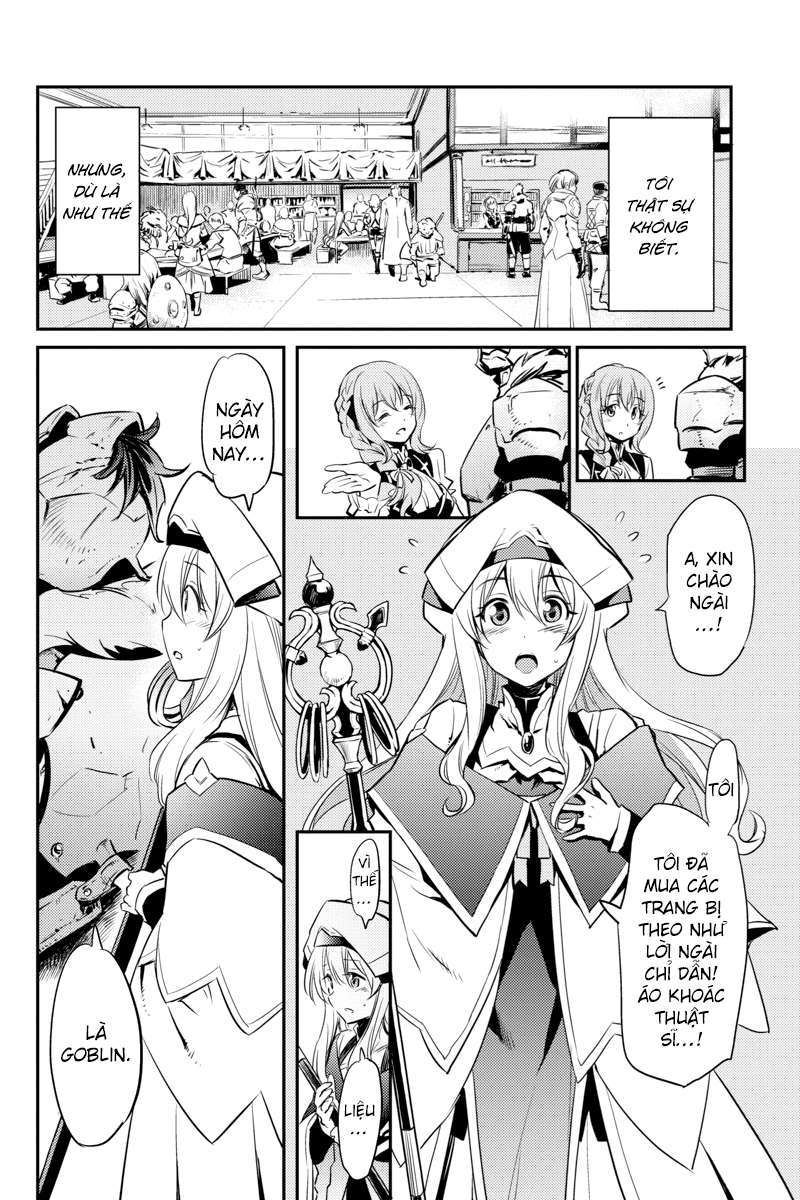 TÔI
THẬT SỰ
KHÔNG
BIẾT.
NHƯNG,
DÙ LÀ
NHƯ THẾ
A, XIN
CHÀO
NGÀI
...!
TÔI
TÔI ĐÃ
MUA CÁC
TRANG BỊ
THEO NHƯ
LỜI NGÀI
CHỈ DẪN!
ÁO KHOÁC
THUẬT
SĨ...!
VÌ
THẾ
...
LIỆU
...
NGÀY
HÔM
NAY...
LÀ
GOBLIN.